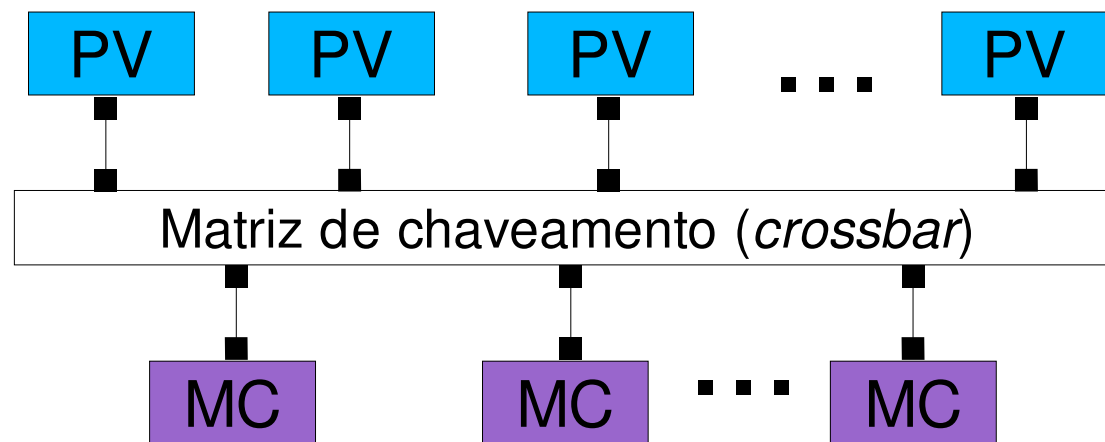 PV PV PV ... PV
Matriz de chaveamento (crossbar)
MC MC ... MC